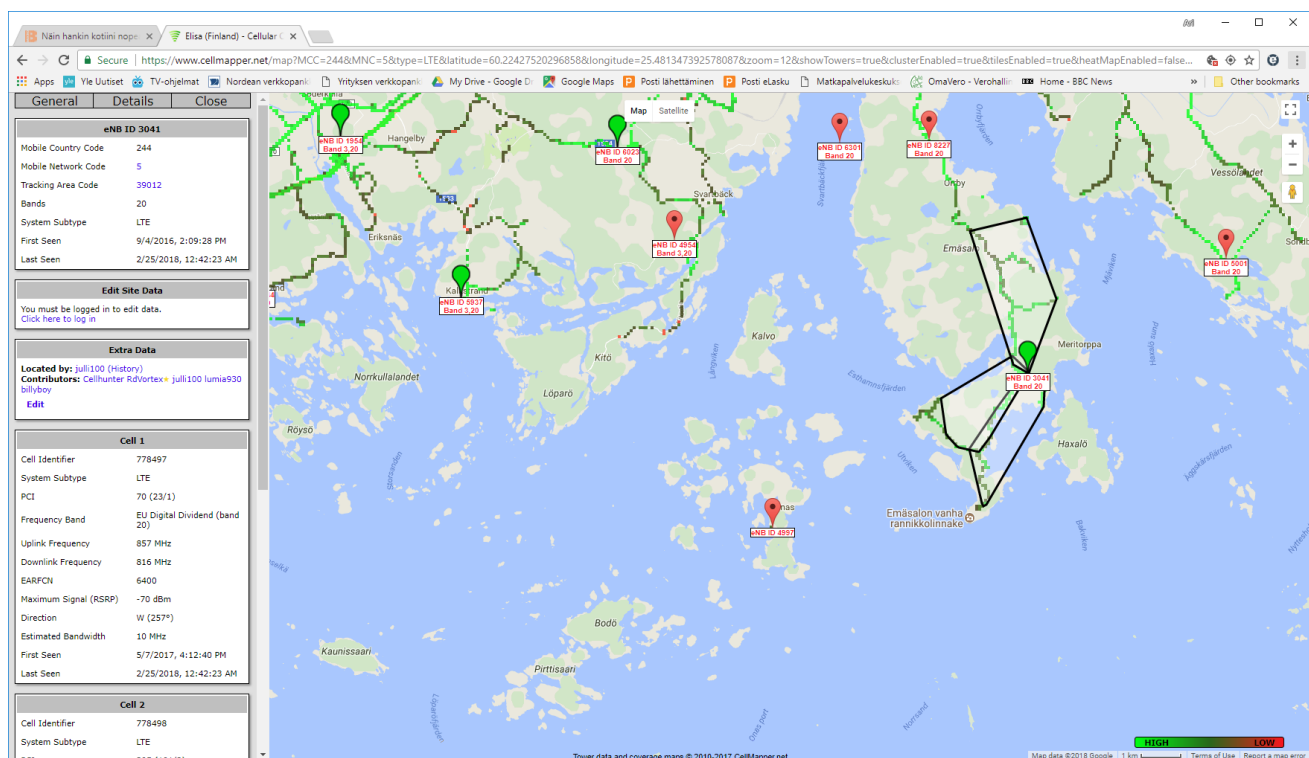 Näin hankin kotiini nope
Elisa (Finland) - Cellular C
Secure
https://www.cellmapper.net/map?MCC=244&MNC=5&type=LTE&latitude=60.22427520296858&longitude=25.481347392578087&zoom=12&showTowers=true&clusterEnabled=true&tilesEnabled=true&heatMapEnabled=false...
Apps
Yle Uutiset
TV-ohjelmat
Nordean verkkopank
Yrityksen verkkopank
My Drive - Google Dr
Google Maps
Posti lähettäminen
Posti eLasku
Matkapalvelukeskus
OmaVero - Verohallin
Home - BBC News
»
Other bookmarks
General Details Close
eNB ID 3041
Mobile Country Code 244
Mobile Network Code 5
Tracking Area Code 39012
Bands 20
System Subtype LTE
First Seen 9/4/2016, 2:09:28 PM
Last Seen 2/25/2018, 12:42:23 AM
Edit Site Data
You must be logged in to edit data.
Click here to log in
Extra Data
Located by: julli100 (History)
Contributors: Cellhunter RdVortex julli100 lumia930
billyboy
Edit
Cell 1
Cell Identifier 778497
System Subtype LTE
PCI 70 (23/1)
Frequency Band EU Digital Dividend (band
20)
Uplink Frequency 857 MHz
Downlink Frequency 816 MHz
EARFCN 6400
Maximum Signal (RSRP) -70 dBm
Direction W (257°)
Estimated Bandwidth 10 MHz
First Seen 5/7/2017, 4:12:40 PM
Last Seen 2/25/2018, 12:42:23 AM
Cell 2
Cell Identifier 778498
System Subtype LTE
Map Satellite
eNB ID 1954
Band 3,20
Hangelby
eNB ID 6023
Band 20
eNB ID 6301
Band 20
eNB ID 8227
Band 20
Svartbäck
Onby
Vessölandet
Eriksnäs
eNB ID 4954
Band 3,20
Emäsalo
eNB ID 5001
Band 20
eNB ID 5937
Band 3,20
Kalvo
Meritorppa
Kitö
Norrkullalandet
Löparö
eNB ID 3041
Band 20
Röysö
Haxalö
Emäsalon vanha
rannikkolinnake
eNB ID 4997
Bodö
Kaunissaari
Pirttisaari
HIGH LOW
Tower data and coverage maps © 2010-2017 CellMapper.net
Map data ©2018 Google 1 km Terms of Use Report a map error